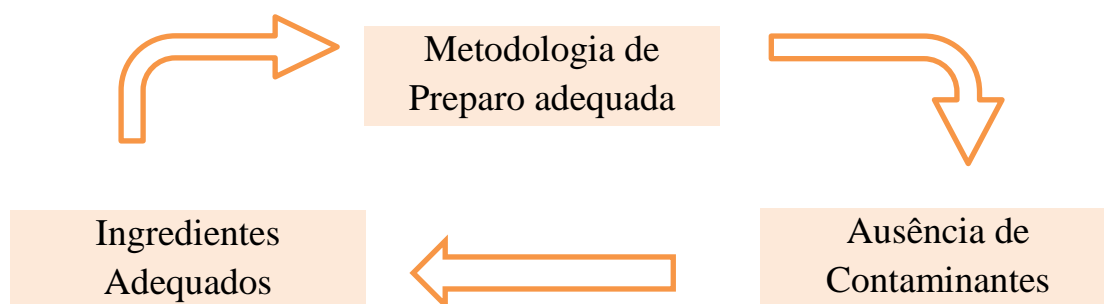 Metodologia de
Preparo adequada
Ingredientes
Adequados
Ausência de
Contaminantes